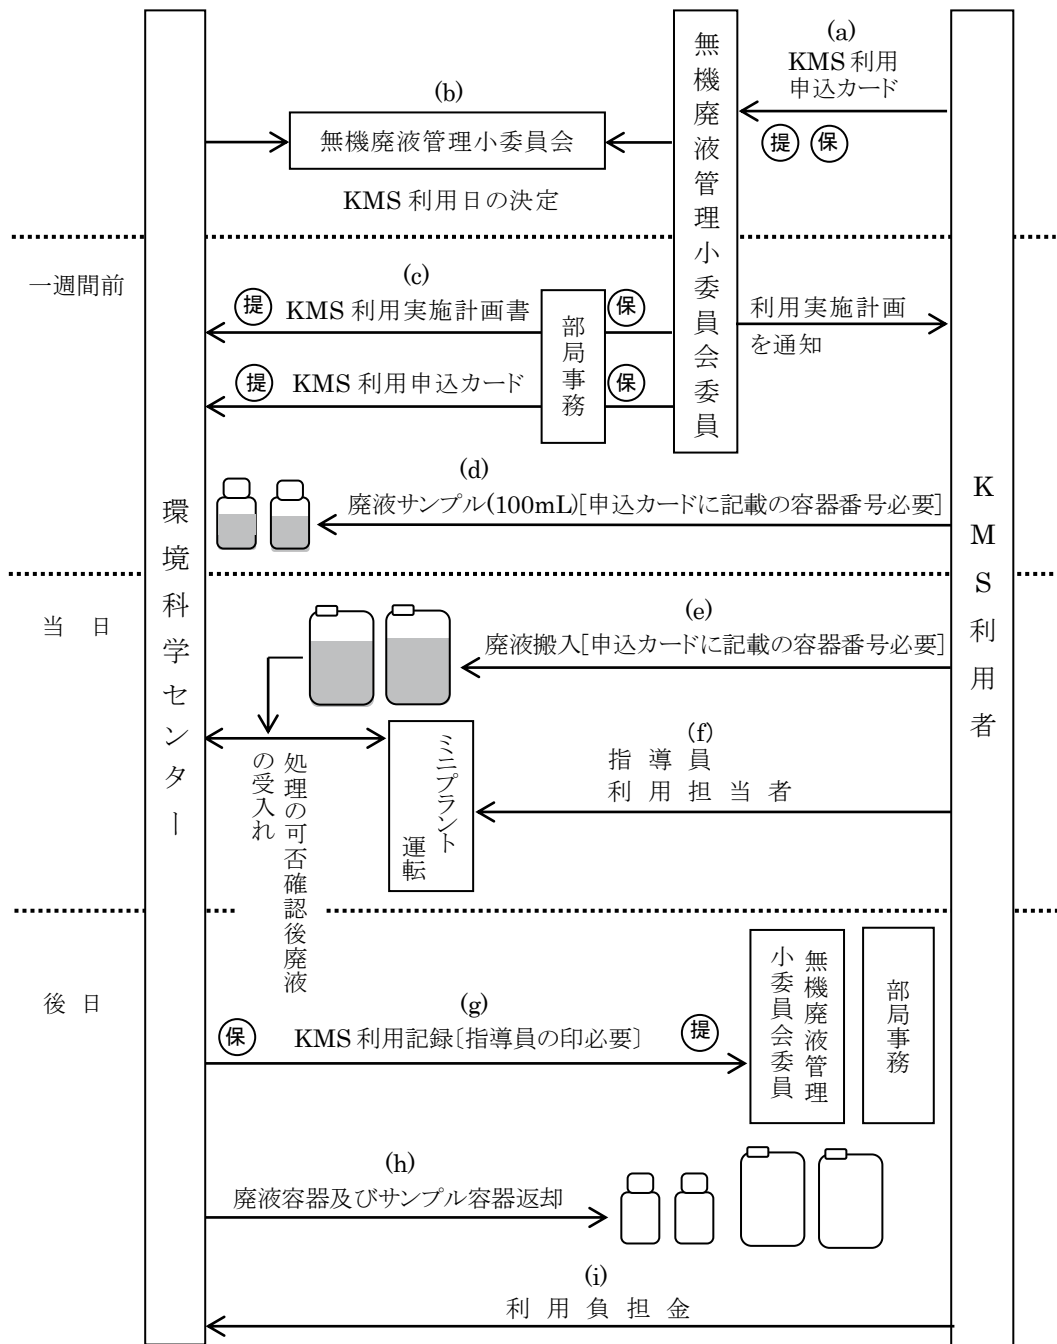 (a)
KMS 利用
申込カード
提 保
(b)
無機廃液管理小委員会
KMS 利用日の決定
無機廃液管理小委員会委員
一週間前
(c)
提 KMS 利用実施計画書 保
提 KMS 利用申込カード 保
部局事務
利用実施計画
を通知
(d)
廃液サンプル(100mL)[申込カードに記載の容器番号必要]
環境科学センター
KMS利用者
当 日
(e)
廃液搬入[申込カードに記載の容器番号必要]
(f)
指 導 員
利 用 担 当 者
ミニプラント
運転
処理の可否確認後廃液
の受入れ
後 日
(g)
保 KMS 利用記録〔指導員の印必要〕 提
無機廃液管理
小委員会委員
部局事務
(h)
廃液容器及びサンプル容器返却
(i)
利 用 負 担 金